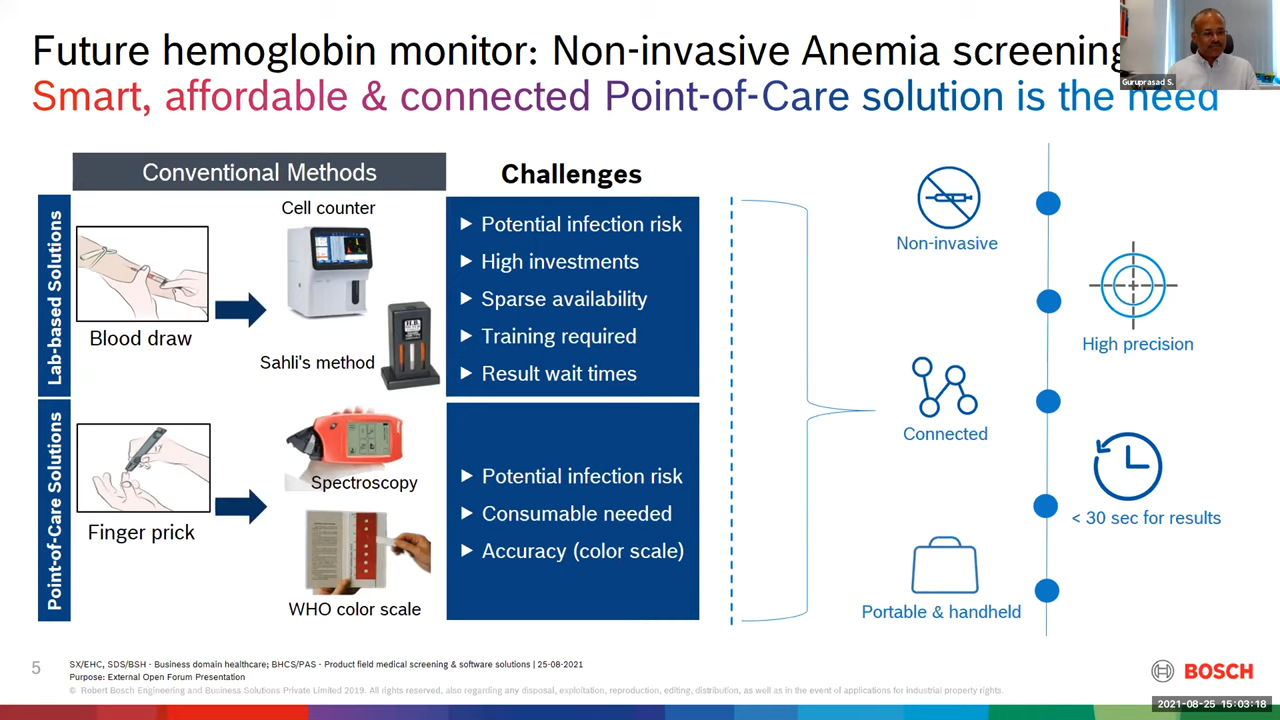 Future hemoglobin monitor: Non-invasive Anemia screening
Smart, affordable & connected Point-of-Care solution is the need
Guruprasad S.
Conventional Methods
Challenges
Lab-based Solutions
Cell counter
Blood draw
Sahli's method
Potential infection risk
High investments
Sparse availability
Training required
Result wait times
Point-of-Care Solutions
Spectroscopy
Finger prick
WHO color scale
Potential infection risk
Consumable needed
Accuracy (color scale)
Non-invasive
High precision
Connected
< 30 sec for results
Portable & handheld
5
SX/EHC, SDS/BSH - Business domain healthcare; BHCS/PAS - Product field medical screening & software solutions | 25-08-2021
Purpose: External Open Forum Presentation
© Robert Bosch Engineering and Business Solutions Private Limited 2019. All rights reserved, also regarding any disposal, exploitation, reproduction, editing, distribution, as well as in the event of applications for industrial property rights.
BOSCH
2021-08-25 15:03:18